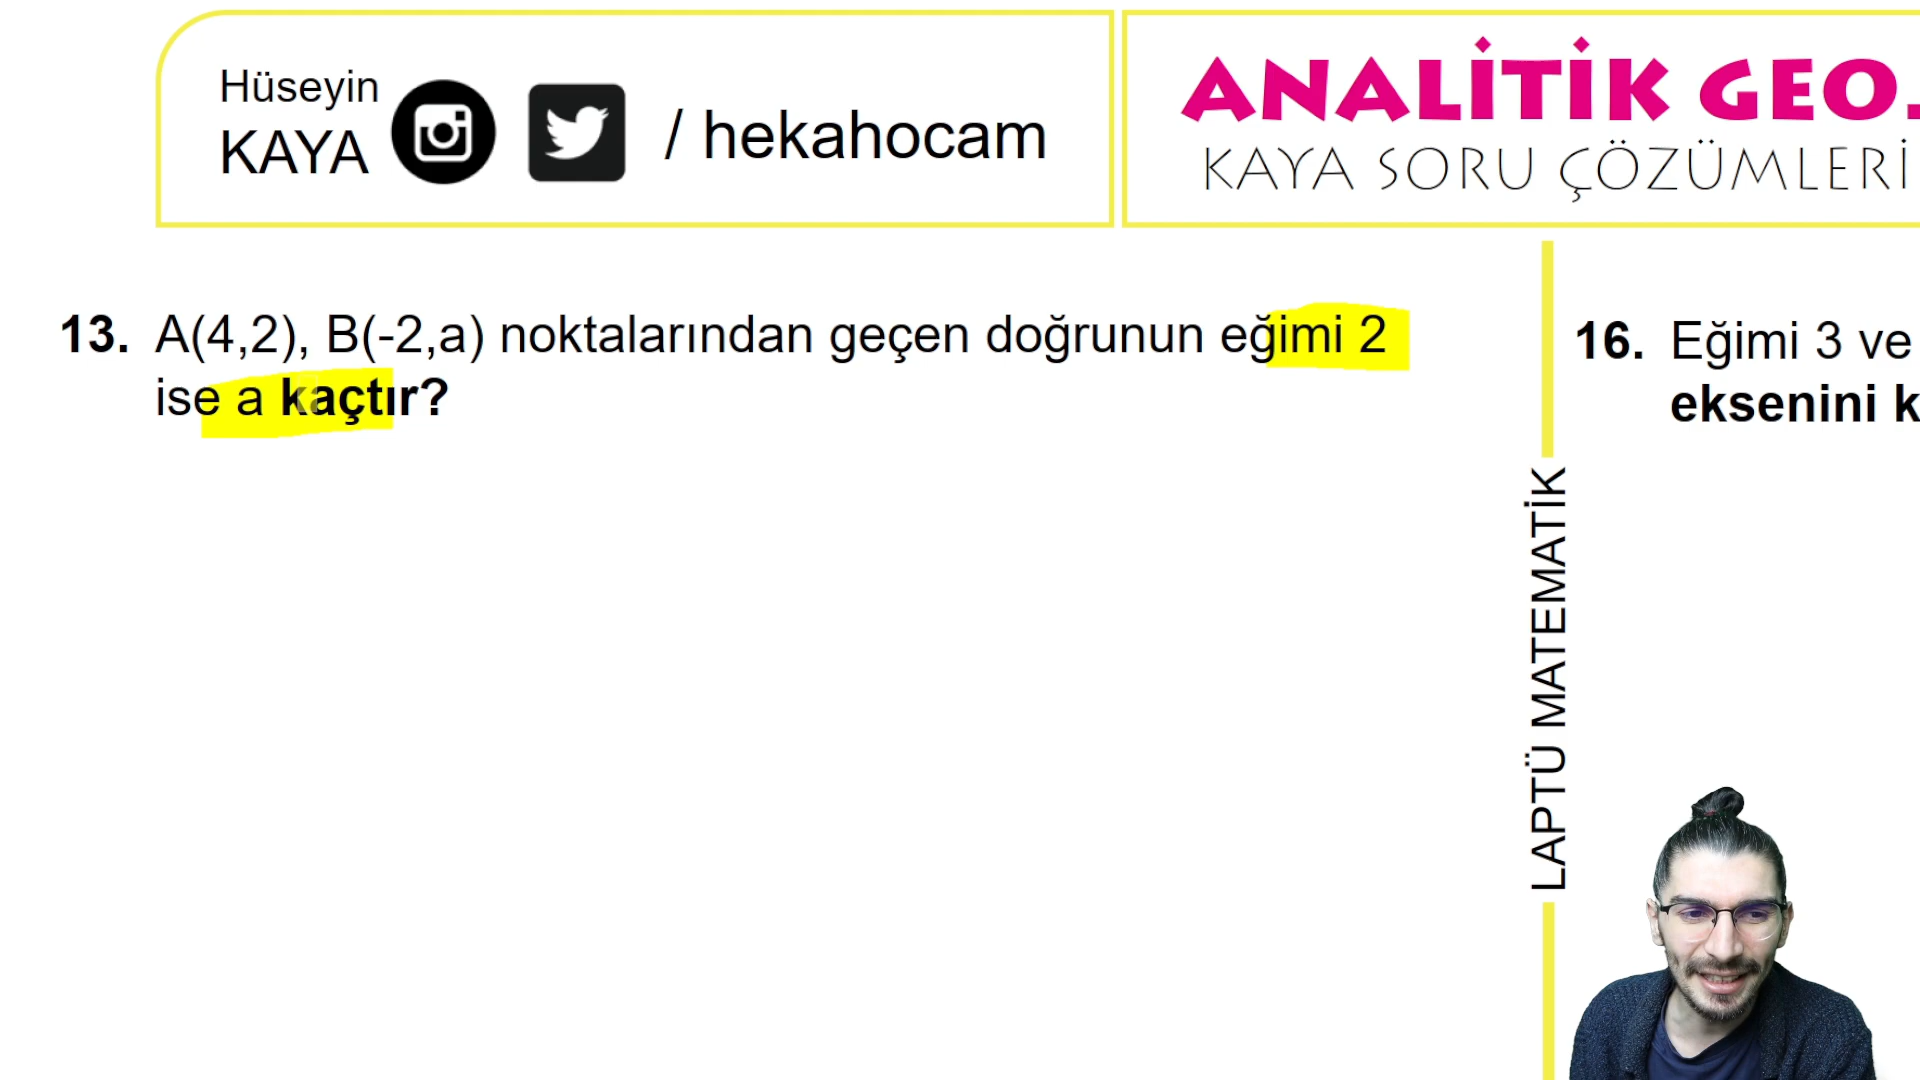 Hüseyin
KAYA
/ hekahocam
ANALİTİK GEO.
KAYA SORU ÇÖZÜMLERİ
13. A(4,2), B(-2,a) noktalarından geçen doğrunun eğimi 2
ise a kaçtır?
LAPTÜ MATEMATİK
16. Eğimi 3 ve
eksenini k